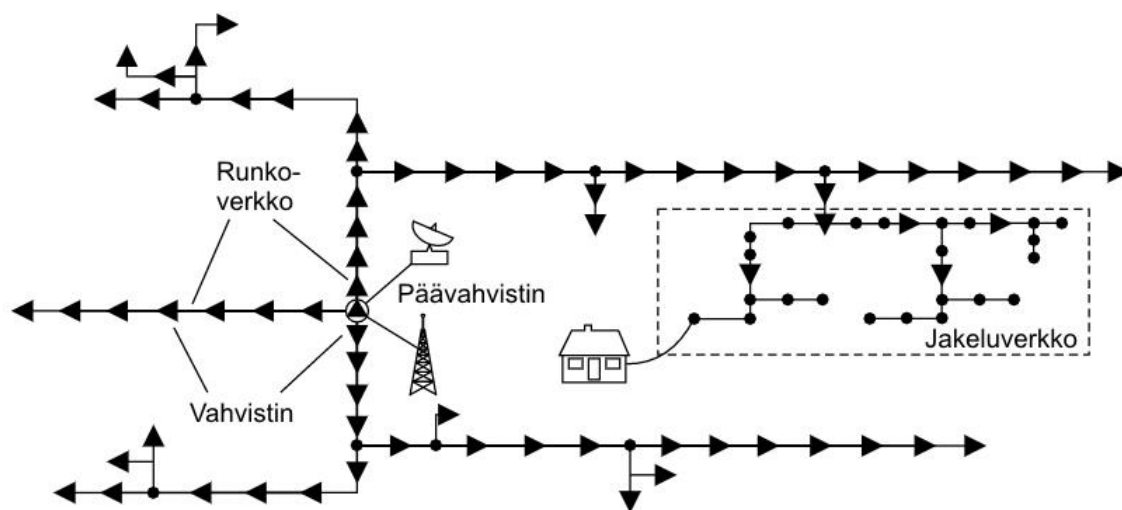 Runko-
verkko
Päävahvistin
Jakeluverkko
Vahvistin